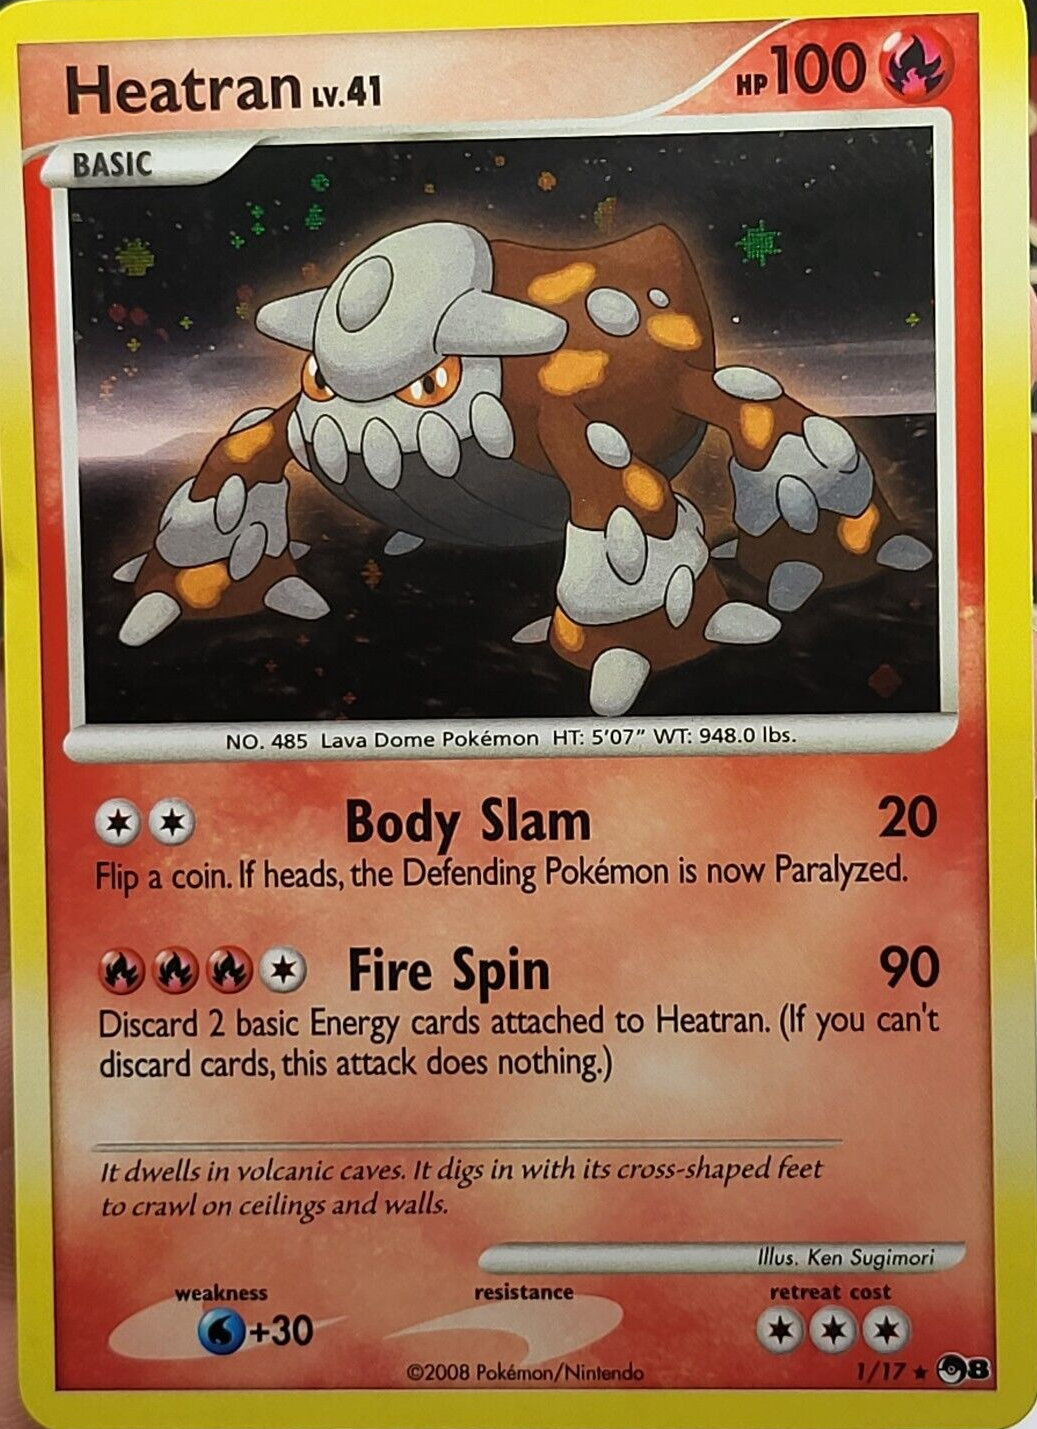 Heatran LV.41
HP 100
BASIC
NO. 485 Lava Dome Pokémon HT: 5'07" WT: 948.0 lbs.
Body Slam 20
Flip a coin. If heads, the Defending Pokémon is now Paralyzed.
Fire Spin 90
Discard 2 basic Energy cards attached to Heatran. (If you can't
discard cards, this attack does nothing.)
It dwells in volcanic caves. It digs in with its cross-shaped feet
to crawl on ceilings and walls.
Illus. Ken Sugimori
weakness resistance retreat cost
+30
©2008 Pokémon/Nintendo 1/17 ★ 8